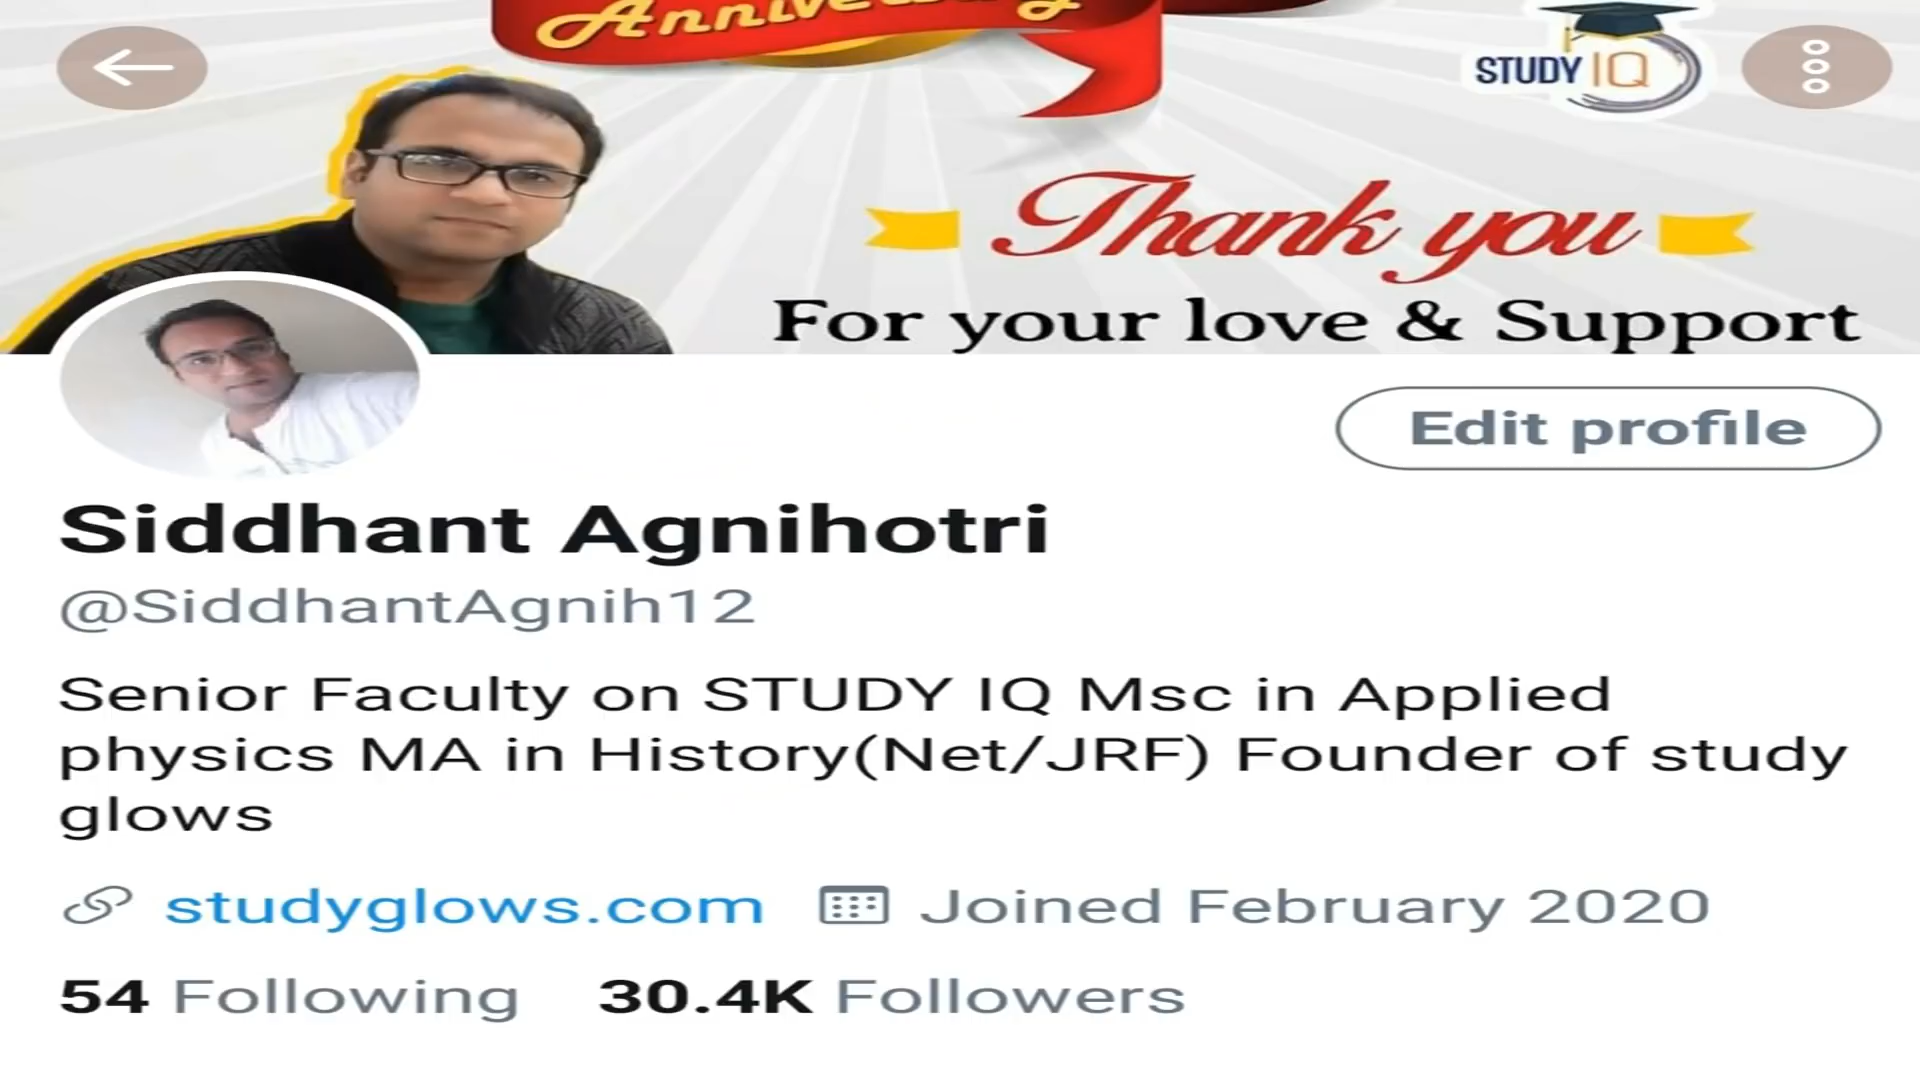 Anniversary
STUDY IQ
Thank you
For your love & Support
Edit profile
Siddhant Agnihotri
@SiddhantAgnih12
Senior Faculty on STUDY IQ Msc in Applied
physics MA in History(Net/JRF) Founder of study
glows
studyglows.com Joined February 2020
54 Following 30.4K Followers